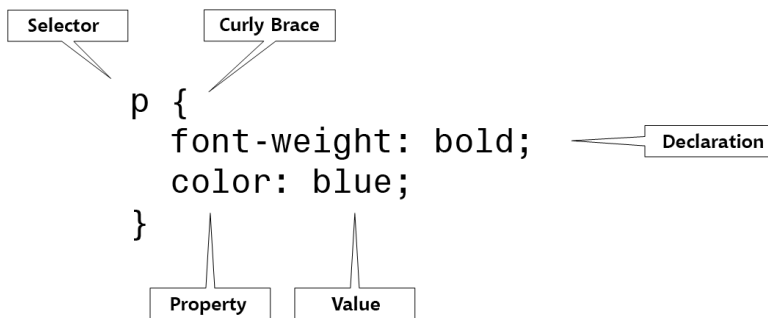 Selector
Curly Brace
p {
font-weight: bold;
Declaration
color: blue;
}
Property
Value